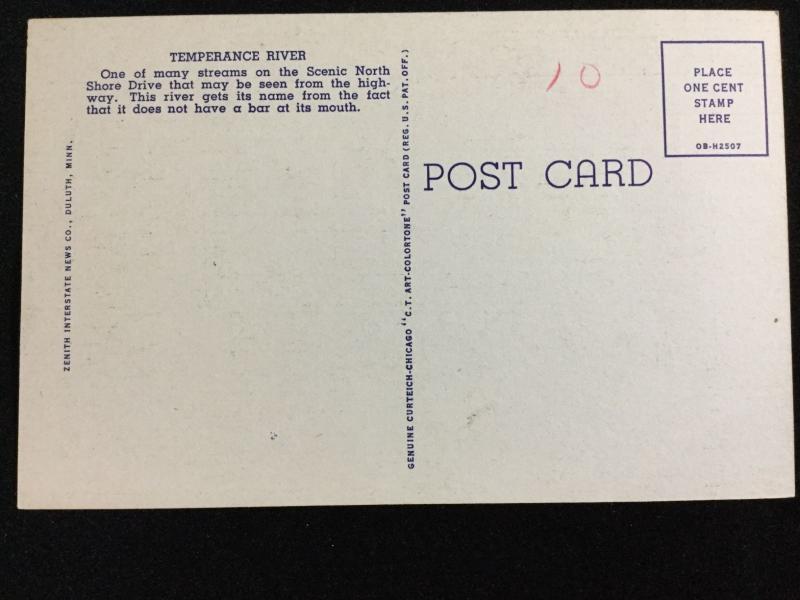 TEMPERANCE RIVER
One of many streams on the Scenic North
Shore Drive that may be seen from the high-
way. This river gets its name from the fact
that it does not have a bar at its mouth.
ZENITH INTERSTATE NEWS CO., DULUTH, MINN.
GENUINE CURTEICH-CHICAGO "C.T. ART-COLORTONE" POST CARD (REG. U.S. PAT. OFF.)
10
POST CARD
PLACE
ONE CENT
STAMP
HERE
OB-H2507